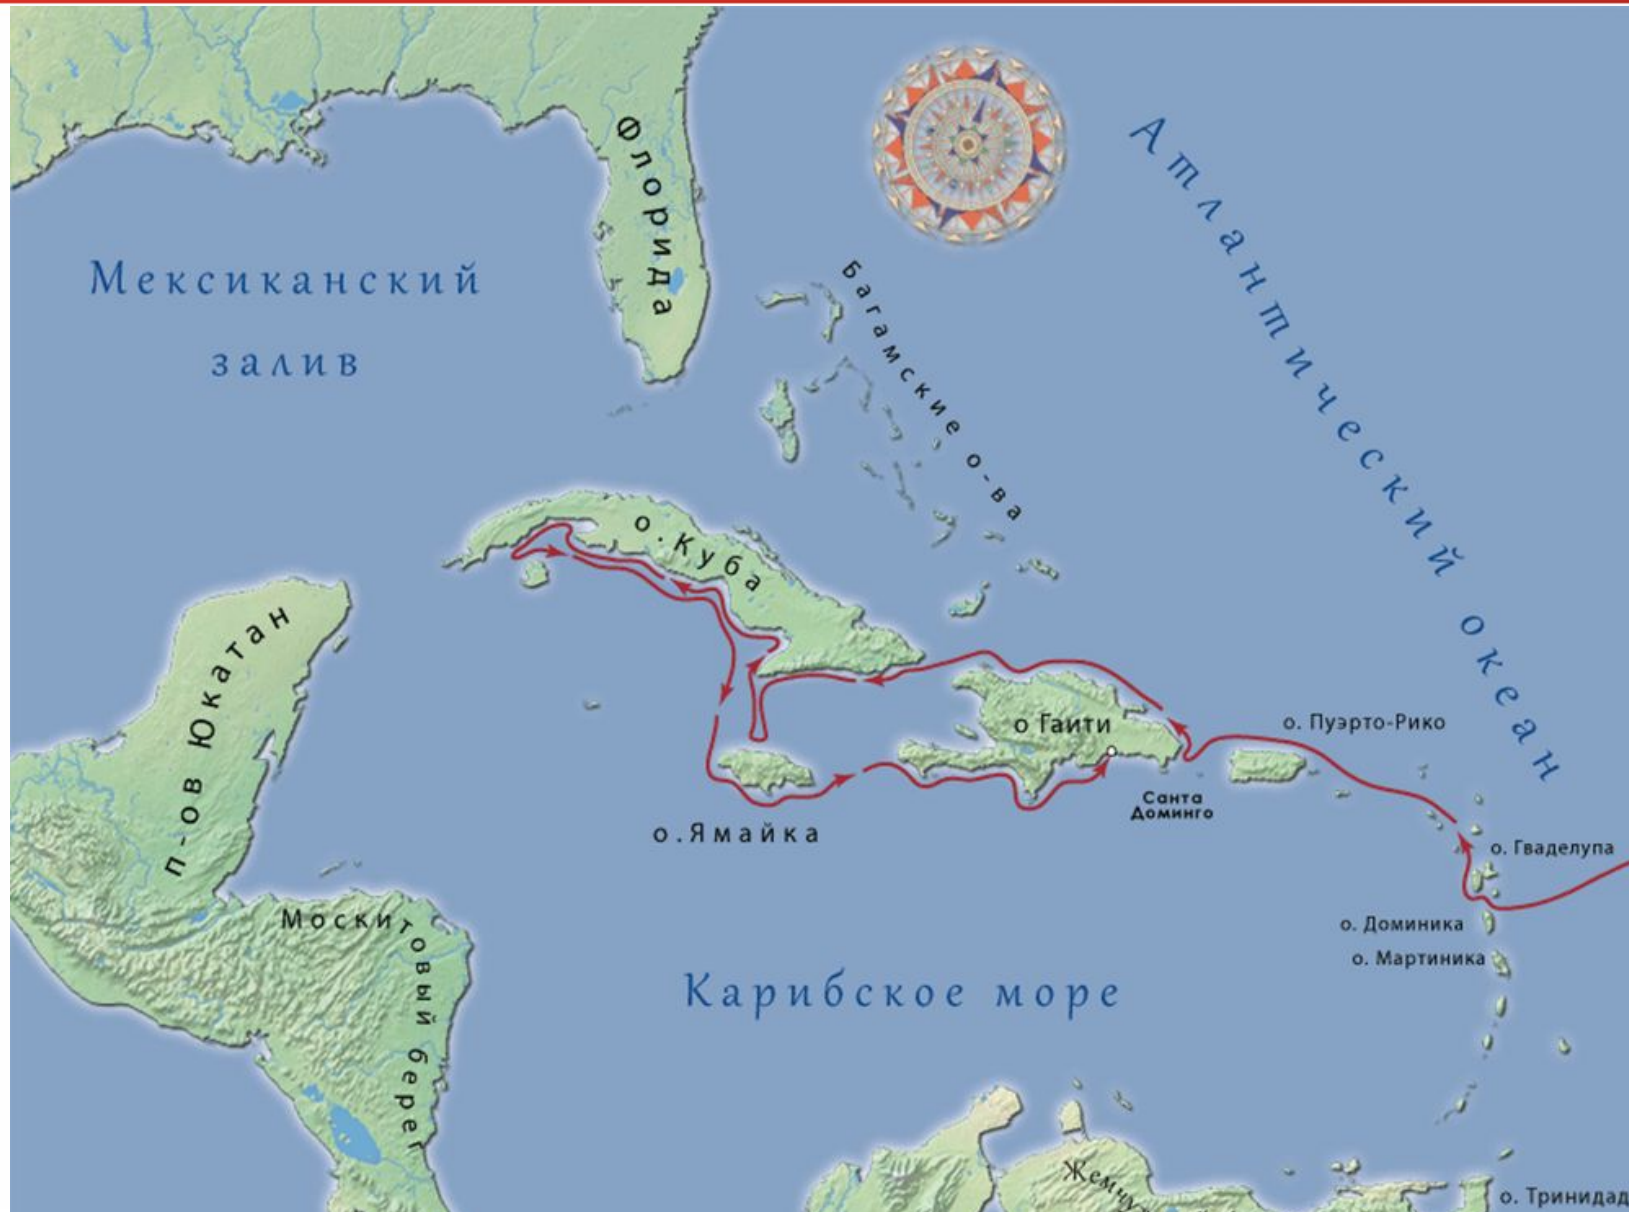 Флорида
Атлантический океан
Мексиканский
залив
Багамские о-ва
о.Куба
п-ов Юкатан
о Гаити
о. Пуэрто-Рико
Санта
Доминго
о.Ямайка
о. Гваделупа
Москитовый берег
о. Доминика
о. Мартиника
Карибское море
о. Тринидад